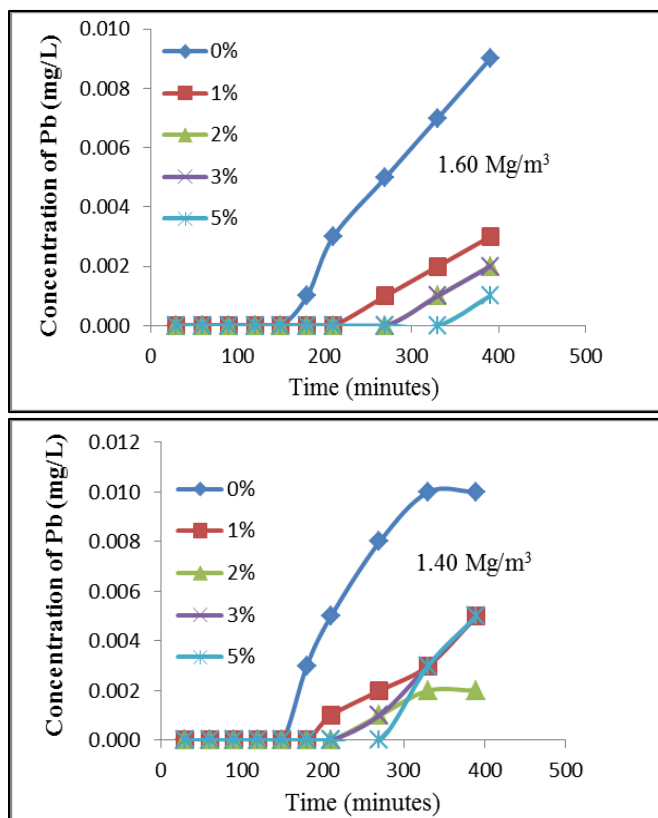 Concentration of Pb (mg/L)
0.010
0.008
0.006
0.004
0.002
0.000
0%
1%
2%
3%
5%
1.60 Mg/m³
0 100 200 300 400 500
Time (minutes)
Concentration of Pb (mg/L)
0.012
0.010
0.008
0.006
0.004
0.002
0.000
0%
1%
2%
3%
5%
1.40 Mg/m³
0 100 200 300 400 500
Time (minutes)